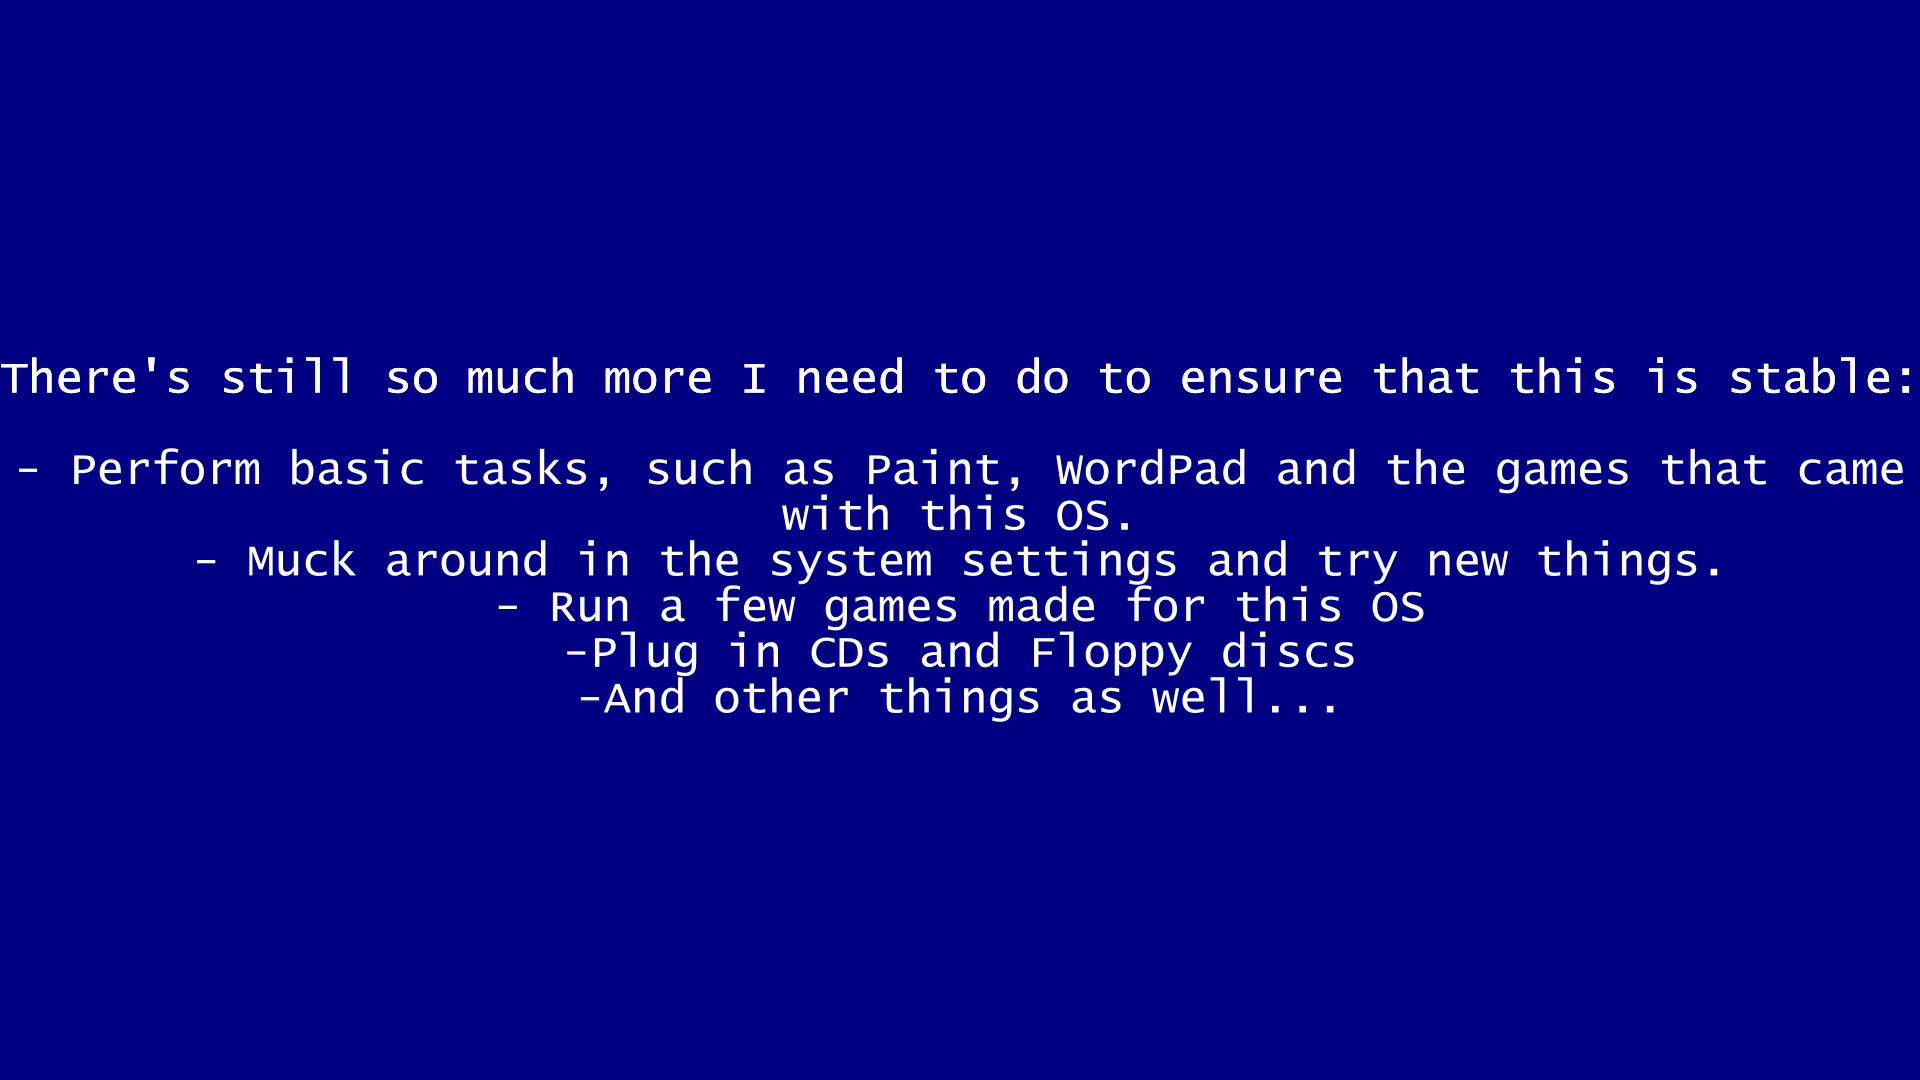 There's still so much more I need to do to ensure that this is stable:
- Perform basic tasks, such as Paint, WordPad and the games that came
with this OS.
- Muck around in the system settings and try new things.
- Run a few games made for this OS
-Plug in CDs and Floppy discs
-And other things as well...